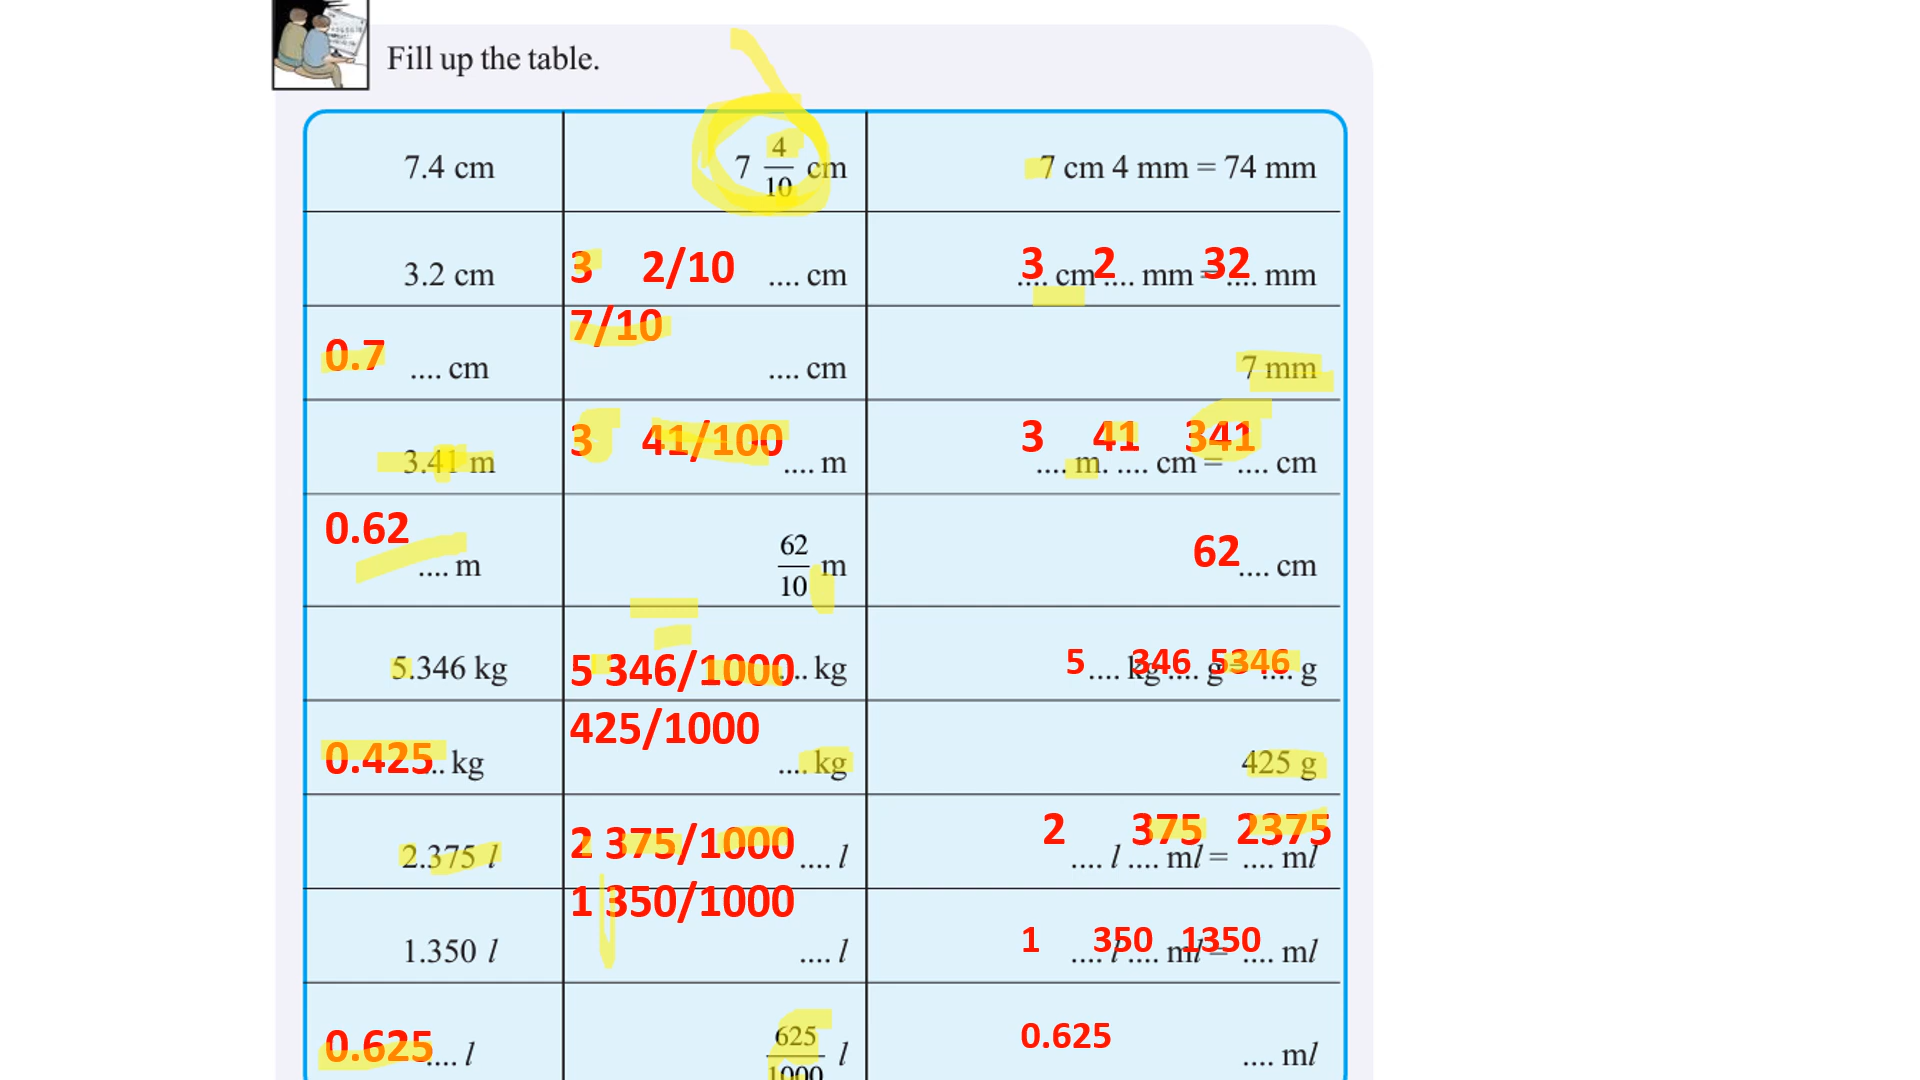 Fill up the table.
7.4 cm 7 4/10 cm 7 cm 4 mm = 74 mm
3.2 cm 3 2/10 .... cm 3 .... cm 2 .... mm = 32 .... mm
0.7 .... cm 7/10 .... cm 7 mm
3.41 m 3 41/100 .... m 3 .... m. 41 .... cm = 341 .... cm
0.62 .... m 62/10 m 62 .... cm
5.346 kg 5 346/1000 .... kg 5 .... kg 346 .... g = 5346 .... g
0.425 .... kg 425/1000 .... kg 425 g
2.375 l 2 375/1000 .... l 2 .... l 375 .... ml = 2375 .... ml
1.350 l 1 350/1000 .... l 1 .... l 350 .... ml = 1350 .... ml
0.625 .... l 625/1000 l 0.625 .... ml